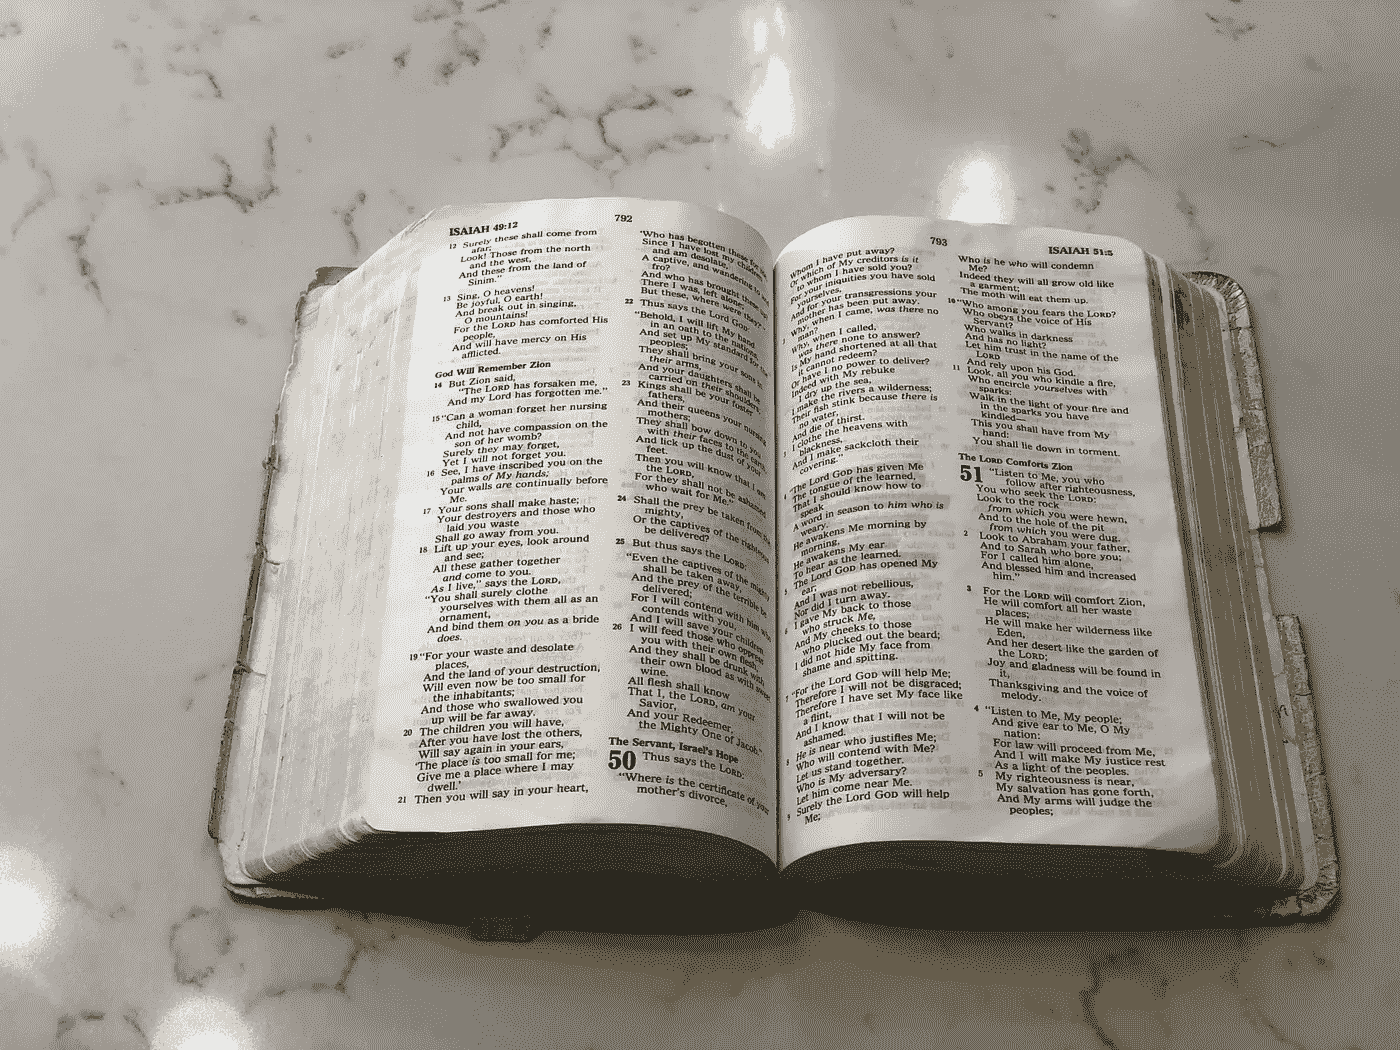 ISAIAH 49:12
792
12 Surely these shall come from
afar;
Look! Those from the north
and the west,
And these from the land of
Sinim."
13 Sing, O heavens!
Be joyful, O earth!
And break out in singing,
O mountains!
For the LORD has comforted His
people,
And will have mercy on His
afflicted.
God Will Remember Zion
14 But Zion said,
"The LORD has forsaken me,
And my Lord has forgotten me."
15 "Can a woman forget her nursing
child,
And not have compassion on the
son of her womb?
Surely they may forget,
Yet I will not forget you.
16 See, I have inscribed you on the
palms of My hands;
Your walls are continually before
Me.
17 Your sons shall make haste;
Your destroyers and those who
laid you waste
Shall go away from you.
18 Lift up your eyes, look around
and see;
All these gather together
and come to you.
As I live," says the LORD,
"You shall surely clothe
yourselves with them all as an
ornament,
And bind them on you as a bride
does.
19 "For your waste and desolate
places,
And the land of your destruction,
Will even now be too small for
the inhabitants;
And those who swallowed you
up will be far away.
20 The children you will have,
After you have lost the others,
Will say again in your ears,
'The place is too small for me;
Give me a place where I may
dwell.'
21 Then you will say in your heart,
'Who has begotten these for me
Since I have lost my children
and am desolate,
A captive, and wandering to and
fro?
And who has brought these up?
There I was, left alone;
But these, where were they?'
22 Thus says the Lord GOD:
"Behold, I will lift My hand
in an oath to the nations,
And set up My standard for the
peoples;
They shall bring your sons in
their arms,
And your daughters shall be
carried on their shoulders;
23 Kings shall be your foster
fathers,
And their queens your nursing
mothers;
They shall bow down to you
with their faces to the earth,
And lick up the dust of your
feet.
Then you will know that I am
the LORD,
For they shall not be ashamed
who wait for Me."
24 Shall the prey be taken from the
mighty,
Or the captives of the righteous
be delivered?
25 But thus says the LORD:
"Even the captives of the mighty
shall be taken away,
And the prey of the terrible be
delivered;
For I will contend with him who
contends with you,
And I will save your children.
26 I will feed those who oppress
you with their own flesh,
And they shall be drunk with
their own blood as with sweet
wine.
All flesh shall know
That I, the LORD, am your
Savior,
And your Redeemer,
the Mighty One of Jacob."
The Servant, Israel's Hope
50 Thus says the LORD:
"Where is the certificate of your
mother's divorce,
793
ISAIAH 51:5
Whom I have put away?
Or which of My creditors is it
to whom I have sold you?
For your iniquities you have sold
yourselves,
And for your transgressions your
mother has been put away.
Why, when I came, was there no
man?
Why, when I called,
was there none to answer?
Is My hand shortened at all that
it cannot redeem?
Or have I no power to deliver?
Indeed with My rebuke
I dry up the sea,
I make the rivers a wilderness;
Their fish stink because there is
no water,
And die of thirst.
3 I clothe the heavens with
blackness,
And I make sackcloth their
covering."
4 "The Lord GOD has given Me
The tongue of the learned,
That I should know how to
speak
A word in season to him who is
weary.
He awakens Me morning by
morning,
He awakens My ear
To hear as the learned.
5 The Lord GOD has opened My
ear;
And I was not rebellious,
Nor did I turn away.
6 I gave My back to those
who struck Me,
And My cheeks to those
who plucked out the beard;
I did not hide My face from
shame and spitting.
7 "For the Lord GOD will help Me;
Therefore I will not be disgraced;
Therefore I have set My face like
a flint,
And I know that I will not be
ashamed.
8 He is near who justifies Me;
Who will contend with Me?
Let us stand together.
Who is My adversary?
Let him come near Me.
9 Surely the Lord GOD will help
Me;
Who is he who will condemn
Me?
Indeed they will all grow old like
a garment;
The moth will eat them up.
10 "Who among you fears the LORD?
Who obeys the voice of His
Servant?
Who walks in darkness
And has no light?
Let him trust in the name of the
LORD
And rely upon his God.
11 Look, all you who kindle a fire,
Who encircle yourselves with
sparks:
Walk in the light of your fire and
in the sparks you have
kindled—
This you shall have from My
hand:
You shall lie down in torment.
The LORD Comforts Zion
51 "Listen to Me, you who
follow after righteousness,
You who seek the LORD:
Look to the rock
from which you were hewn,
And to the hole of the pit
from which you were dug.
2 Look to Abraham your father,
And to Sarah who bore you;
For I called him alone,
And blessed him and increased
him."
3 For the LORD will comfort Zion,
He will comfort all her waste
places;
He will make her wilderness like
Eden,
And her desert like the garden of
the LORD;
Joy and gladness will be found in
it,
Thanksgiving and the voice of
melody.
4 "Listen to Me, My people;
And give ear to Me, O My
nation:
For law will proceed from Me,
And I will make My justice rest
As a light of the peoples.
5 My righteousness is near,
My salvation has gone forth,
And My arms will judge the
peoples;